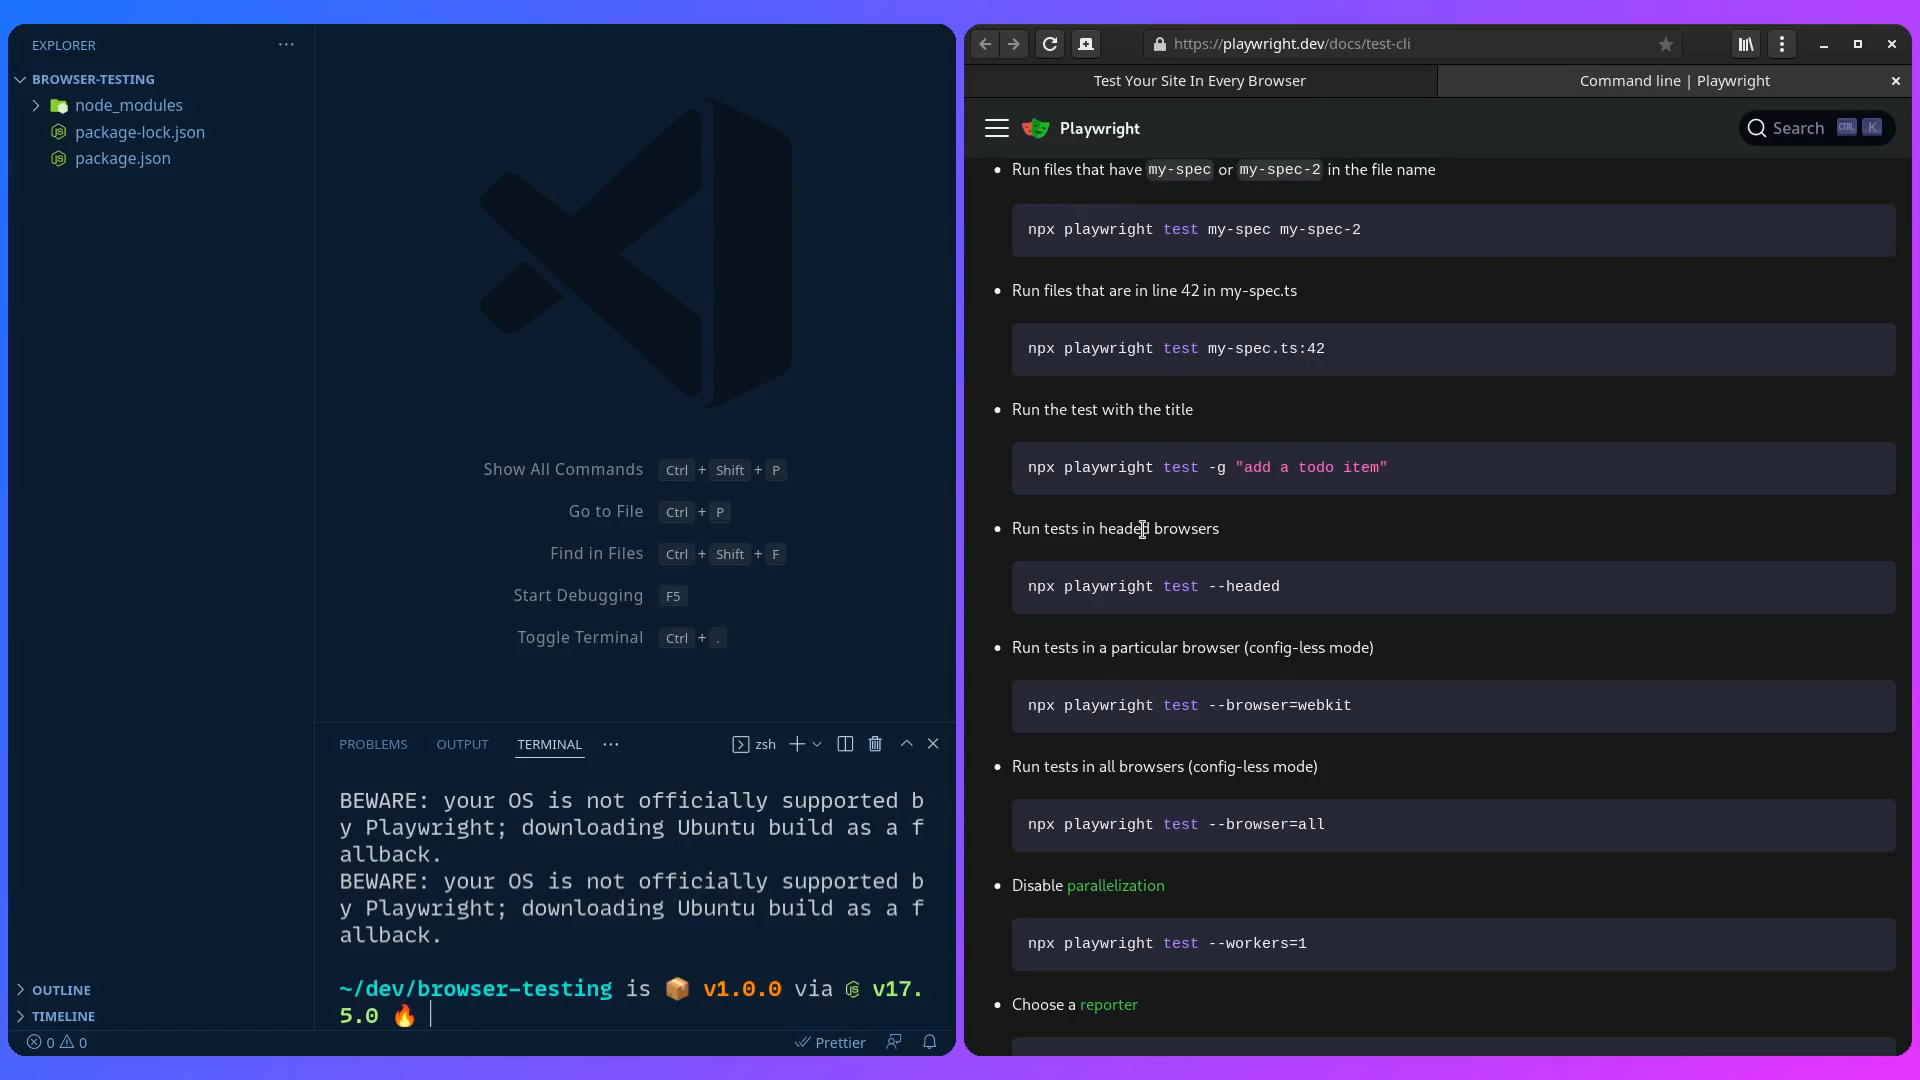 EXPLORER
BROWSER-TESTING
node_modules
package-lock.json
package.json
OUTLINE
TIMELINE
0 0
Show All Commands Ctrl + Shift + P
Go to File Ctrl + P
Find in Files Ctrl + Shift + F
Start Debugging F5
Toggle Terminal Ctrl + .
PROBLEMS OUTPUT TERMINAL ··· zsh
BEWARE: your OS is not officially supported b
y Playwright; downloading Ubuntu build as a f
allback.
BEWARE: your OS is not officially supported b
y Playwright; downloading Ubuntu build as a f
allback.
~/dev/browser-testing is 📦 v1.0.0 via v17.
5.0 🔥
Prettier
https://playwright.dev/docs/test-cli
Test Your Site In Every Browser
Command line | Playwright
Playwright
Search CTRL K
Run files that have my-spec or my-spec-2 in the file name
npx playwright test my-spec my-spec-2
Run files that are in line 42 in my-spec.ts
npx playwright test my-spec.ts:42
Run the test with the title
npx playwright test -g "add a todo item"
Run tests in headed browsers
npx playwright test --headed
Run tests in a particular browser (config-less mode)
npx playwright test --browser=webkit
Run tests in all browsers (config-less mode)
npx playwright test --browser=all
Disable parallelization
npx playwright test --workers=1
Choose a reporter